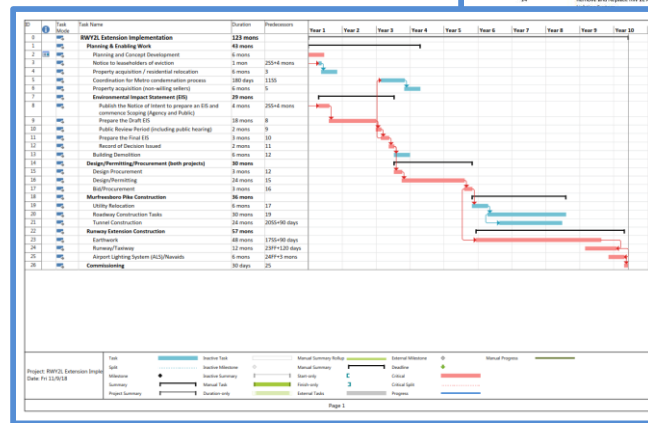 ID Task Mode Task Name Duration Predecessors Year 1 Year 2 Year 3 Year 4 Year 5 Year 6 Year 7 Year 8 Year 9 Year 10
0 RWY2L Extension Implementation 123 mons
1 Planning & Enabling Work 43 mons
2 Planning and Concept Development 6 mons
3 Notice to leaseholders of eviction 1 mon 2SS+4 mons
4 Property acquisition / residential relocation 6 mons 3
5 Coordination for Metro condemnation process 180 days 11SS
6 Property acquisition (non-willing sellers) 6 mons 5
7 Environmental Impact Statement (EIS) 29 mons
8 Publish the Notice of Intent to prepare an EIS and 4 mons 2SS+4 mons
commence Scoping (Agency and Public)
9 Prepare the Draft EIS 18 mons 8
10 Public Review Period (including public hearing) 2 mons 9
11 Prepare the Final EIS 3 mons 10
12 Record of Decision Issued 2 mons 11
13 Building Demolition 6 mons 12
14 Design/Permitting/Procurement (both projects) 30 mons
15 Design Procurement 3 mons 12
16 Design/Permitting 24 mons 15
17 Bid/Procurement 3 mons 16
18 Murfreesboro Pike Construction 36 mons
19 Utility Relocation 6 mons 17
20 Roadway Construction Tasks 30 mons 19
21 Tunnel Construction 24 mons 20SS+90 days
22 Runway Extension Construction 57 mons
23 Earthwork 48 mons 17SS+90 days
24 Runway/Taxiway 12 mons 23FF+120 days
25 Airport Lighting System (ALS)/Navaids 6 mons 24FF+3 mons
26 Commissioning 30 days 25
Project: RWY2L Extension Imple
Date: Fri 11/9/18
Task Inactive Task Manual Summary Rollup External Milestone Manual Progress
Split Inactive Milestone Manual Summary Deadline
Milestone Inactive Summary Start-only Critical
Summary Manual Task Finish-only Critical Split
Project Summary Duration-only External Tasks Progress
Page 1